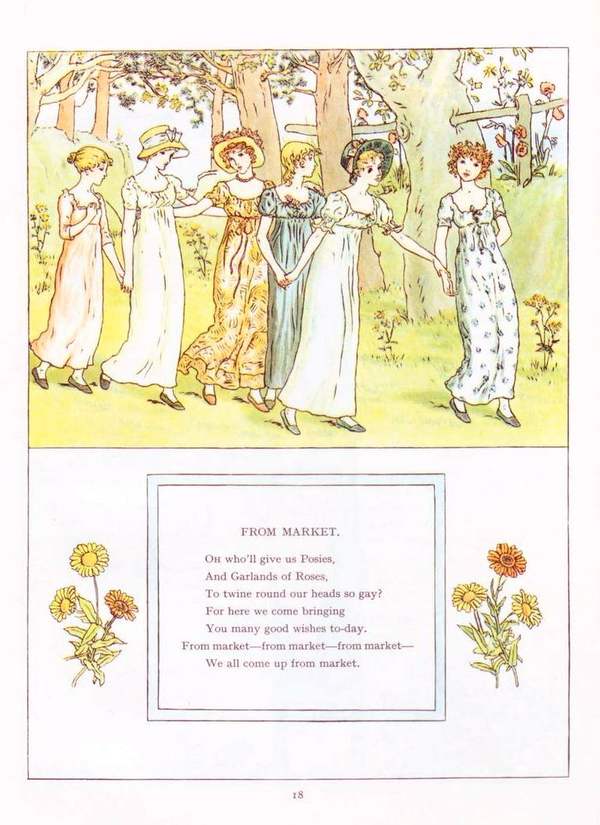 FROM MARKET.
OH who'll give us Posies,
And Garlands of Roses,
To twine round our heads so gay?
For here we come bringing
You many good wishes to-day.
From market—from market—from market—
We all come up from market.
18